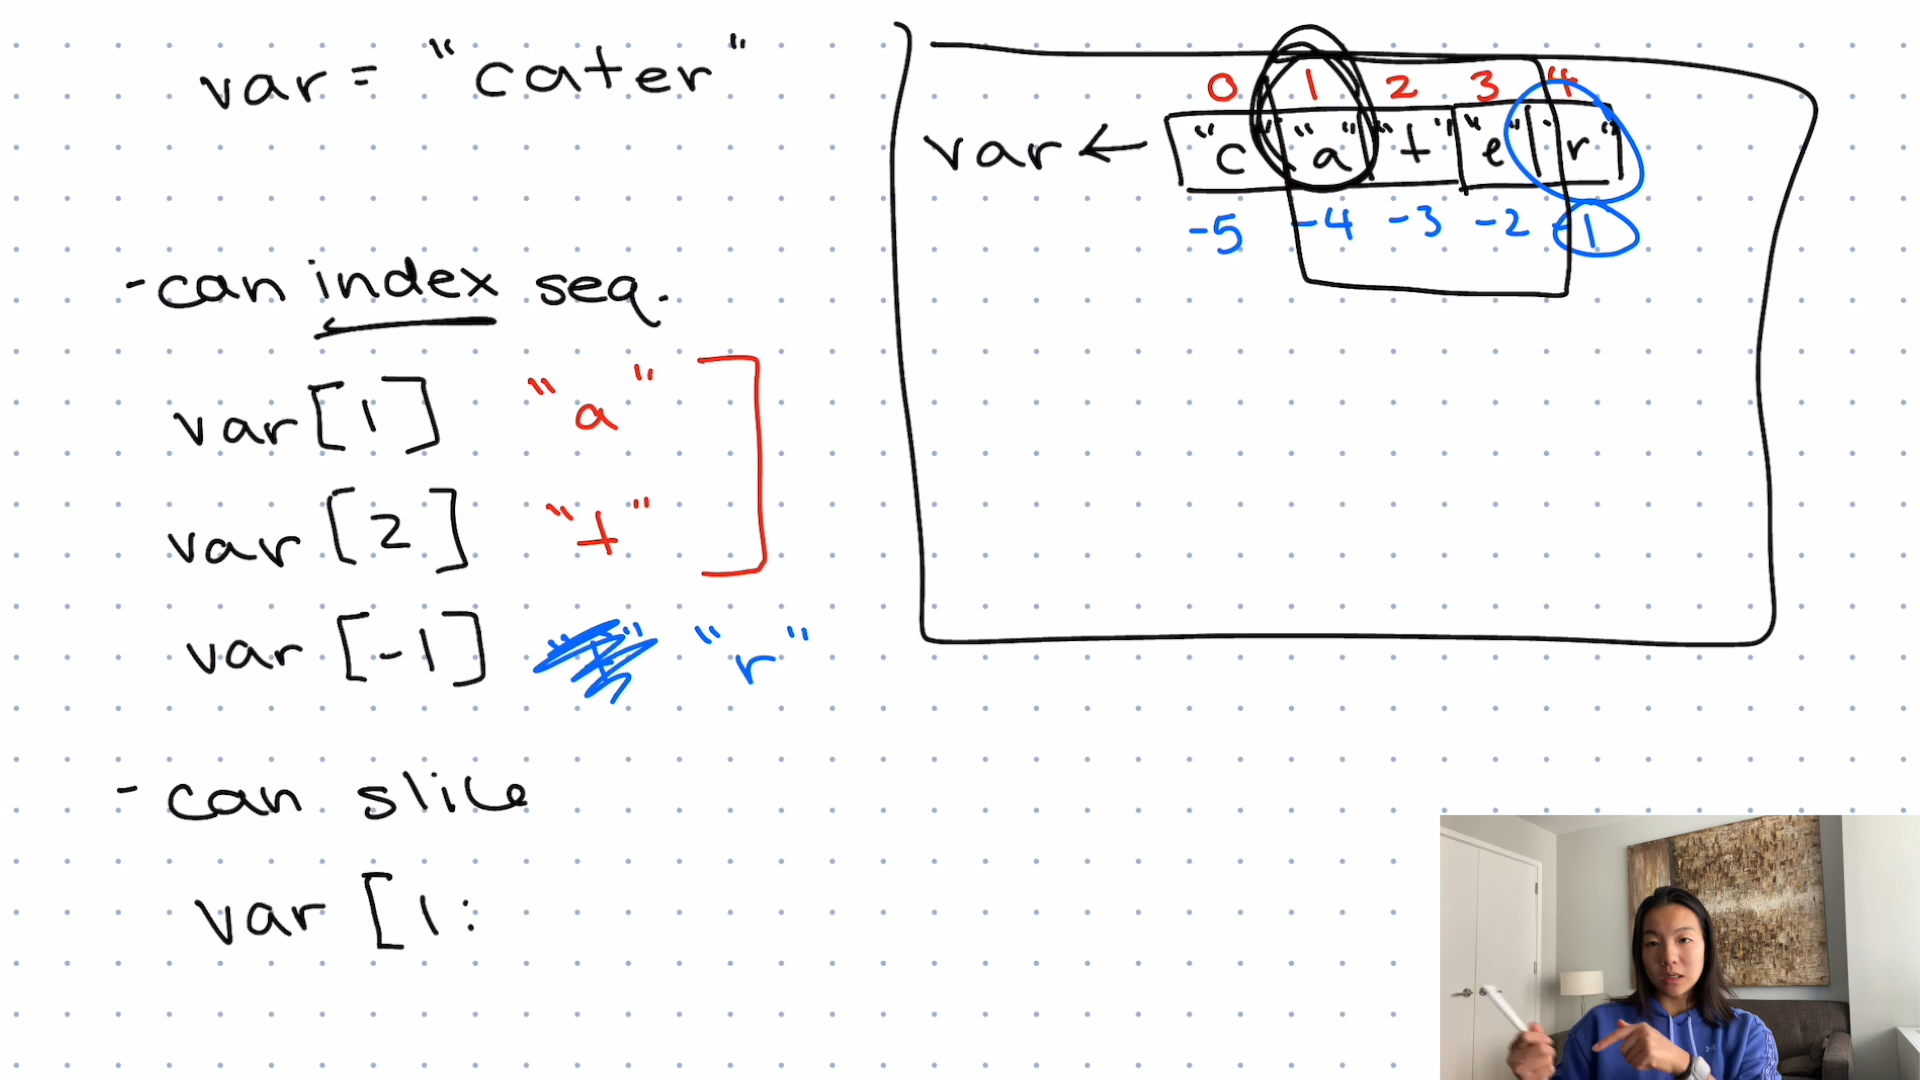 var = "cater"
0 1 2 3 4
var ← "c" "a" "t" "e" "r"
-5 -4 -3 -2 -1
- can index seq.
var [1] "a"
var [2] "t"
var [-1] "r"
- can slice
var [1: